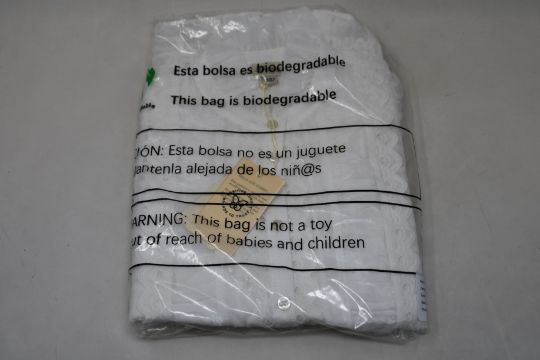 Esta bolsa es biodegradable
This bag is biodegradable
IÓN: Esta bolsa no es un juguete
antenla alejada de los niñ@s
ARNING: This bag is not a toy
ut of reach of babies and children